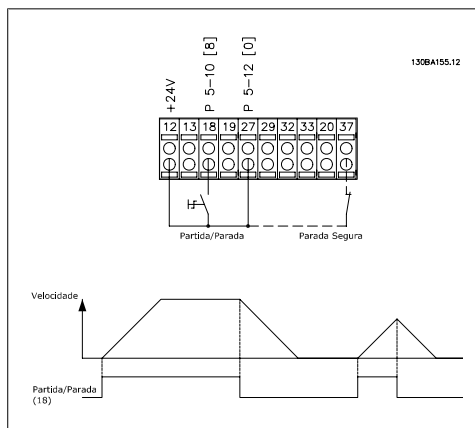 130BA155.12
+24V
P 5-10 [8]
P 5-12 [0]
12 13 18 19 27 29 32 33 20 37
Partida/Parada
Parada Segura
Velocidade
Partida/Parada
(18)